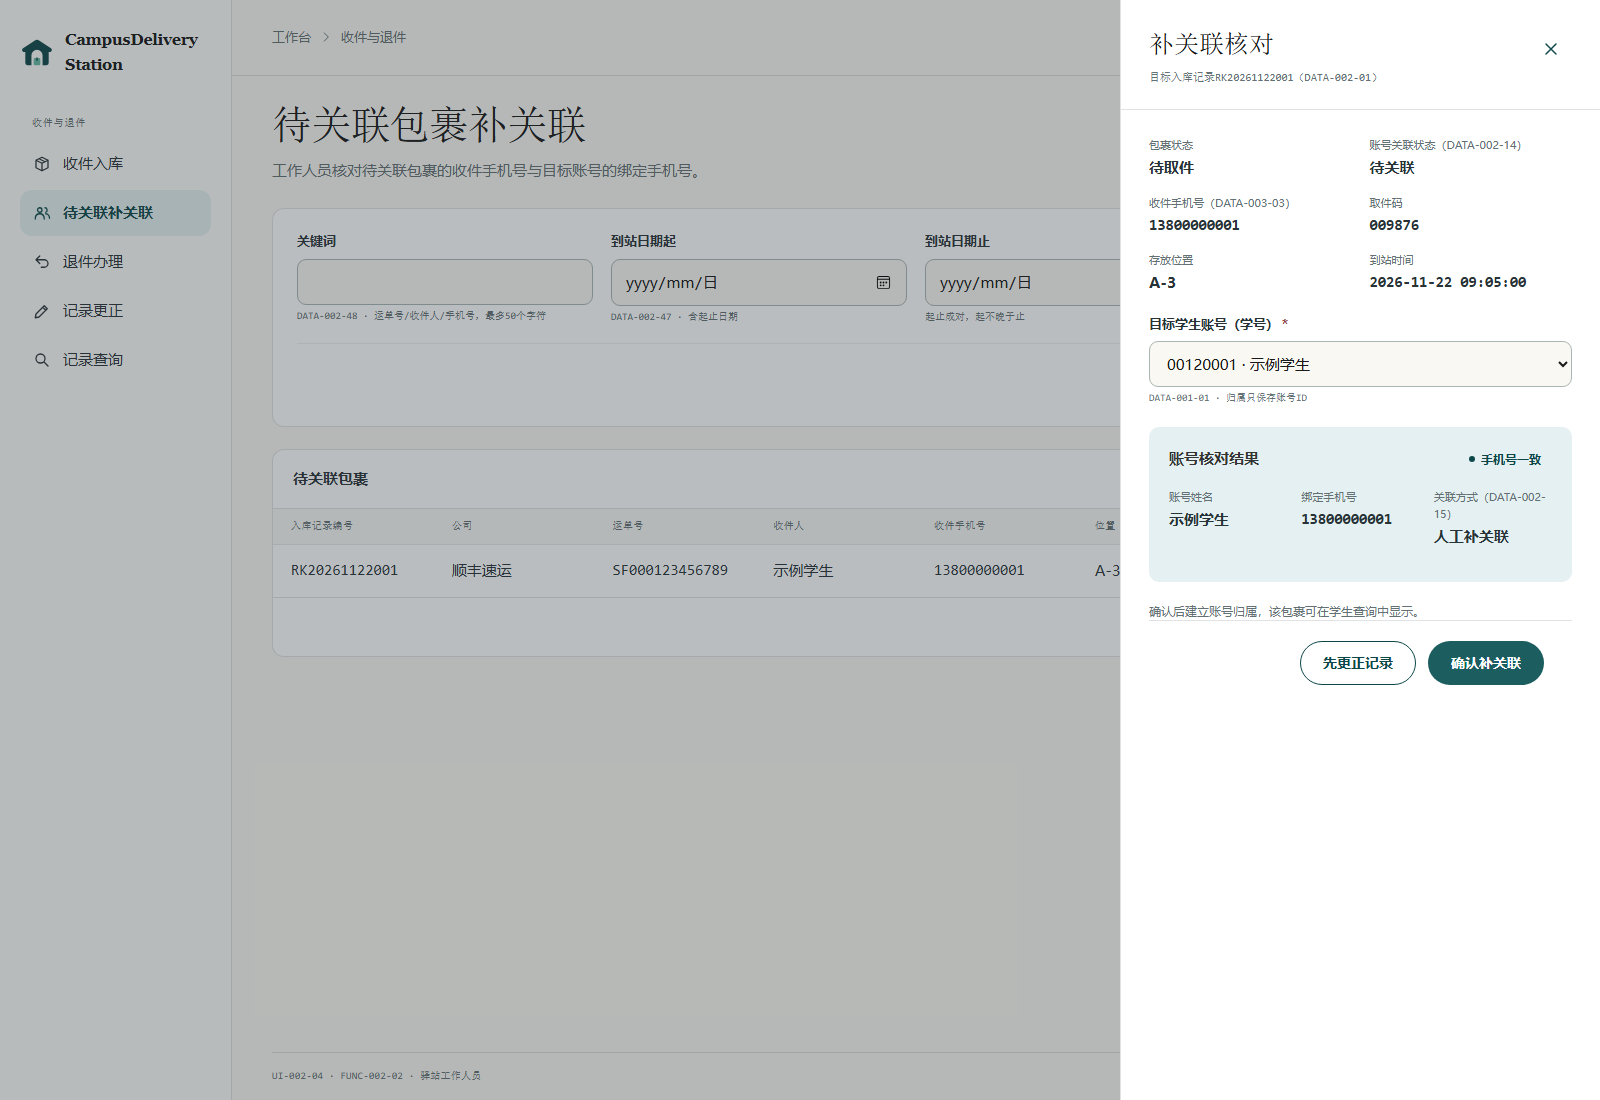 CampusDelivery
Station
收件与退件
收件入库
待关联补关联
退件办理
记录更正
记录查询
工作台 > 收件与退件
待关联包裹补关联
工作人员核对待关联包裹的收件手机号与目标账号的绑定手机号。
关键词
DATA-002-48 · 运单号/收件人/手机号，最多50个字符
到站日期起
yyyy/mm/日
DATA-002-47 · 含起止日期
到站日期止
yyyy/mm/日
起止成对，起不晚于止
待关联包裹
入库记录编号 公司 运单号 收件人 收件手机号 位置
RK20261122001 顺丰速运 SF000123456789 示例学生 13800000001 A-3
UI-002-04 · FUNC-002-02 · 驿站工作人员
补关联核对
目标入库记录RK20261122001（DATA-002-01）
包裹状态
待取件
账号关联状态（DATA-002-14）
待关联
收件手机号（DATA-003-03）
13800000001
取件码
009876
存放位置
A-3
到站时间
2026-11-22 09:05:00
目标学生账号（学号） *
00120001 · 示例学生
DATA-001-01 · 归属只保存账号ID
账号核对结果
手机号一致
账号姓名
示例学生
绑定手机号
13800000001
关联方式（DATA-002-
15）
人工补关联
确认后建立账号归属，该包裹可在学生查询中显示。
先更正记录
确认补关联